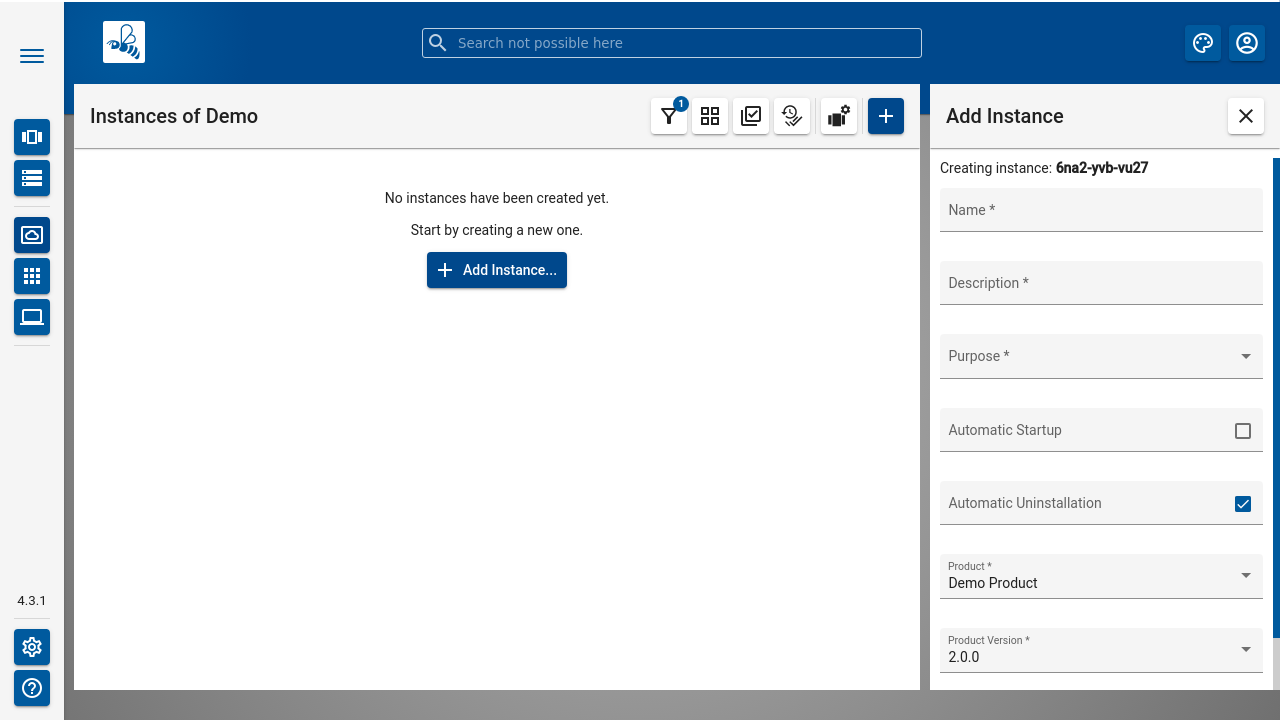 Search not possible here
Instances of Demo
1
Add Instance
No instances have been created yet.
Start by creating a new one.
Add Instance...
Creating instance: 6na2-yvb-vu27
Name *
Description *
Purpose *
Automatic Startup
Automatic Uninstallation
Product *
Demo Product
Product Version *
2.0.0
4.3.1